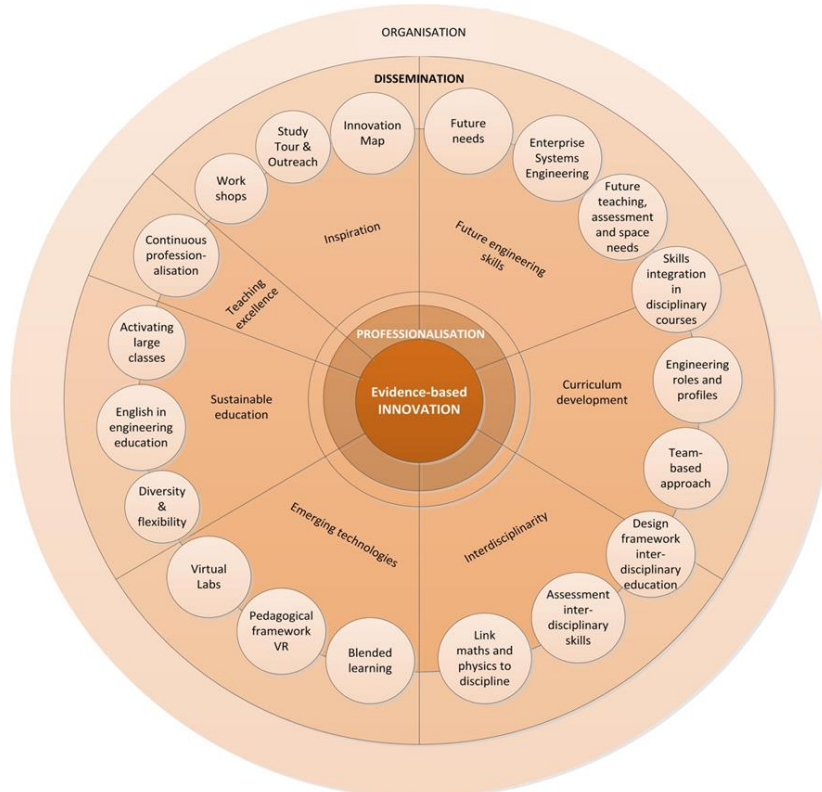 ORGANISATION
DISSEMINATION
Innovation
Map
Future
needs
Study
Tour &
Outreach
Enterprise
Systems
Engineering
Work
shops
Future
teaching,
assessment
and space
needs
Inspiration
Future engineering
skills
Continuous
profession-
alisation
Skills
integration
in
disciplinary
courses
Teaching
excellence
Activating
large
classes
PROFESSIONALISATION
Evidence-based
INNOVATION
Engineering
roles and
profiles
Curriculum
development
Sustainable
education
English in
engineering
education
Team-
based
approach
Diversity
&
flexibility
Emerging technologies
Interdisciplinarity
Design
framework
inter-
disciplinary
education
Virtual
Labs
Assessment
inter-
disciplinary
skills
Pedagogical
framework
VR
Blended
learning
Link
maths and
physics to
discipline